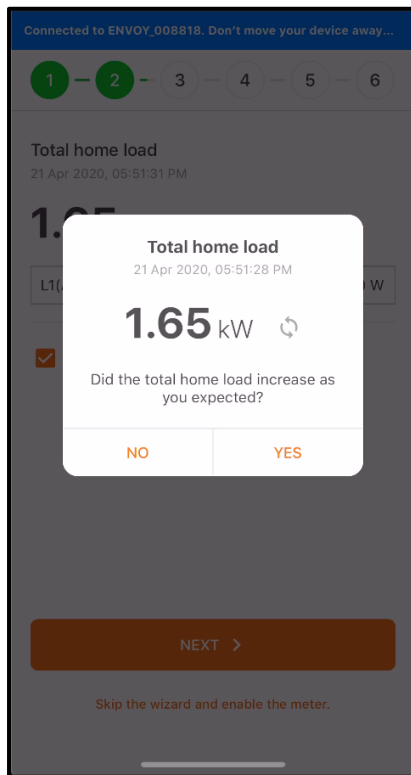 Connected to ENVOY_008818. Don't move your device away...
1 2 3 4 5 6
Total home load
21 Apr 2020, 05:51:31 PM
Total home load
21 Apr 2020, 05:51:28 PM
1.65 kW
Did the total home load increase as
you expected?
NO YES
L1(
W
NEXT
Skip the wizard and enable the meter.